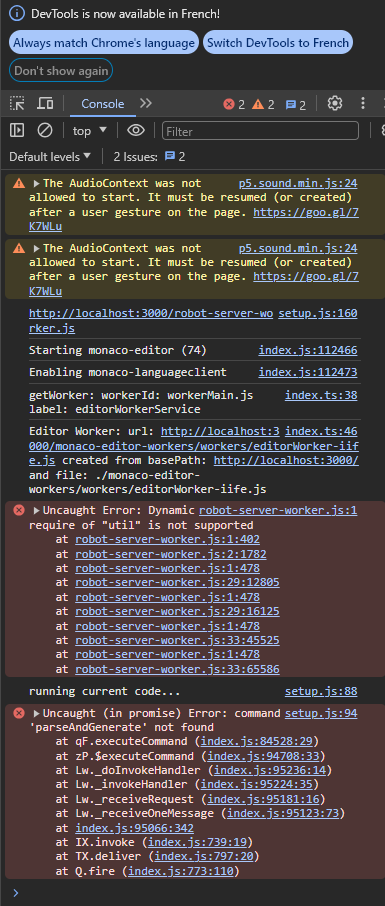 DevTools is now available in French!
Always match Chrome's language Switch DevTools to French
Don't show again
Console 2 2 2
top Filter
Default levels 2 Issues: 2
The AudioContext was not p5.sound.min.js:24
allowed to start. It must be resumed (or created)
after a user gesture on the page. https://goo.gl/7
K7WLu
The AudioContext was not p5.sound.min.js:24
allowed to start. It must be resumed (or created)
after a user gesture on the page. https://goo.gl/7
K7WLu
http://localhost:3000/robot-server-wo setup.js:160
rker.js
Starting monaco-editor (74) index.js:112466
Enabling monaco-languageclient index.js:112473
getWorker: workerId: workerMain.js index.ts:38
label: editorWorkerService
Editor Worker: url: http://localhost:3 index.ts:46
000/monaco-editor-workers/workers/editorWorker-iif
e.js created from basePath: http://localhost:3000/
and file: ./monaco-editor-
workers/workers/editorWorker-iife.js
Uncaught Error: Dynamic robot-server-worker.js:1
require of "util" is not supported
at robot-server-worker.js:1:402
at robot-server-worker.js:2:1782
at robot-server-worker.js:1:478
at robot-server-worker.js:29:12805
at robot-server-worker.js:1:478
at robot-server-worker.js:29:16125
at robot-server-worker.js:1:478
at robot-server-worker.js:33:45525
at robot-server-worker.js:1:478
at robot-server-worker.js:33:65586
running current code... setup.js:88
Uncaught (in promise) Error: command setup.js:94
'parseAndGenerate' not found
at qF.executeCommand (index.js:84528:29)
at zP.$executeCommand (index.js:94708:33)
at Lw._doInvokeHandler (index.js:95236:14)
at Lw._invokeHandler (index.js:95224:35)
at Lw._receiveRequest (index.js:95181:16)
at Lw._receiveOneMessage (index.js:95123:73)
at index.js:95066:342
at IX.invoke (index.js:739:19)
at TX.deliver (index.js:797:20)
at Q.fire (index.js:773:110)